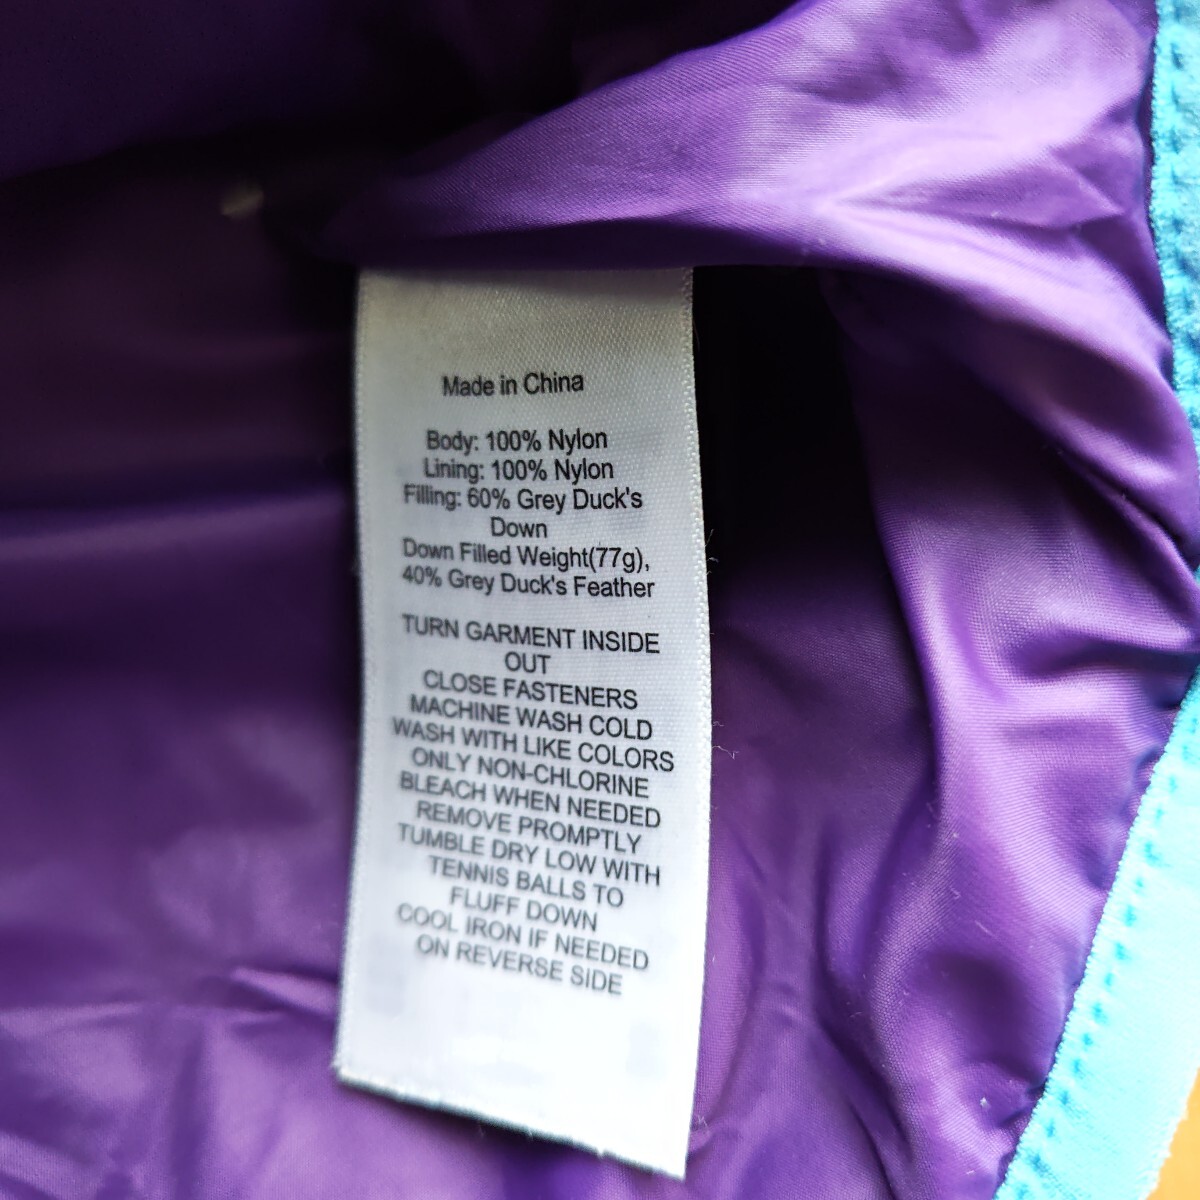 Made in China
Body: 100% Nylon
Lining: 100% Nylon
Filling: 60% Grey Duck's
Down
Down Filled Weight(77g),
40% Grey Duck's Feather
TURN GARMENT INSIDE
OUT
CLOSE FASTENERS
MACHINE WASH COLD
WASH WITH LIKE COLORS
ONLY NON-CHLORINE
BLEACH WHEN NEEDED
REMOVE PROMPTLY
TUMBLE DRY LOW WITH
TENNIS BALLS TO
FLUFF DOWN
COOL IRON IF NEEDED
ON REVERSE SIDE